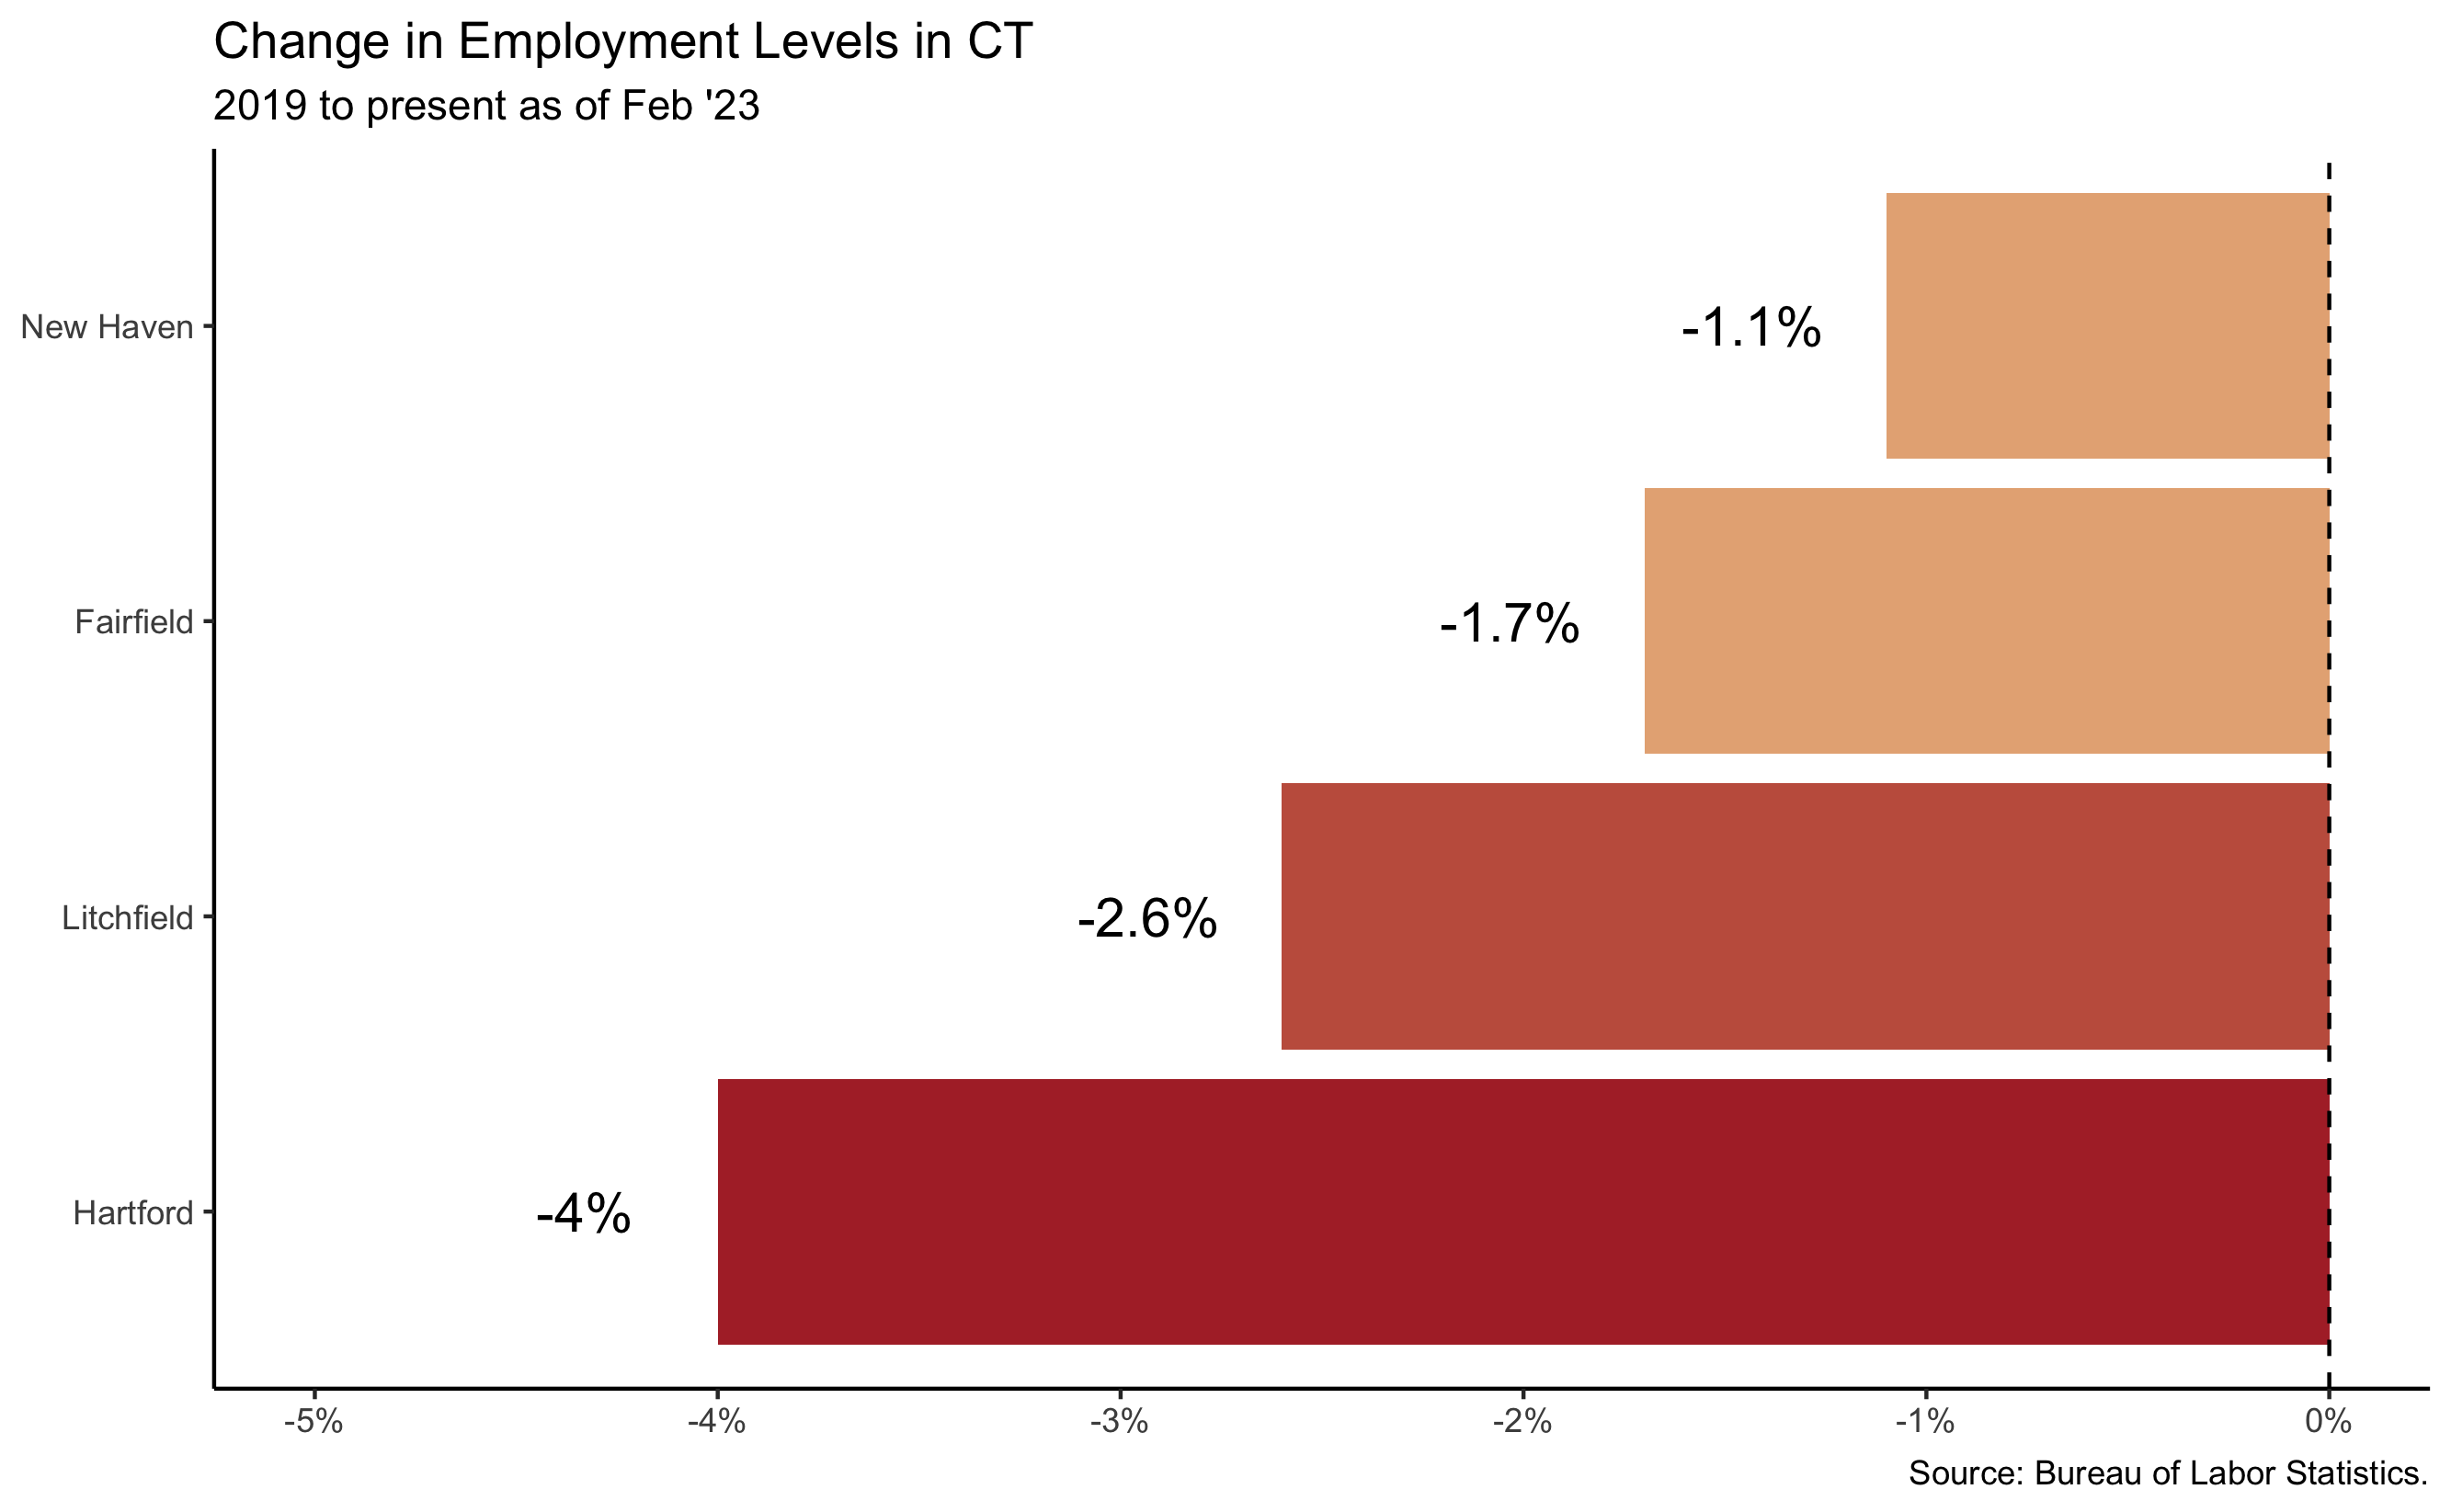 Change in Employment Levels in CT
2019 to present as of Feb '23
New Haven
-1.1%
Fairfield
-1.7%
Litchfield
-2.6%
Hartford
-4%
-5% -4% -3% -2% -1% 0%
Source: Bureau of Labor Statistics.